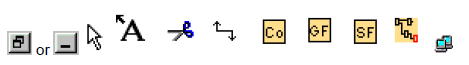 or A Co GF SF